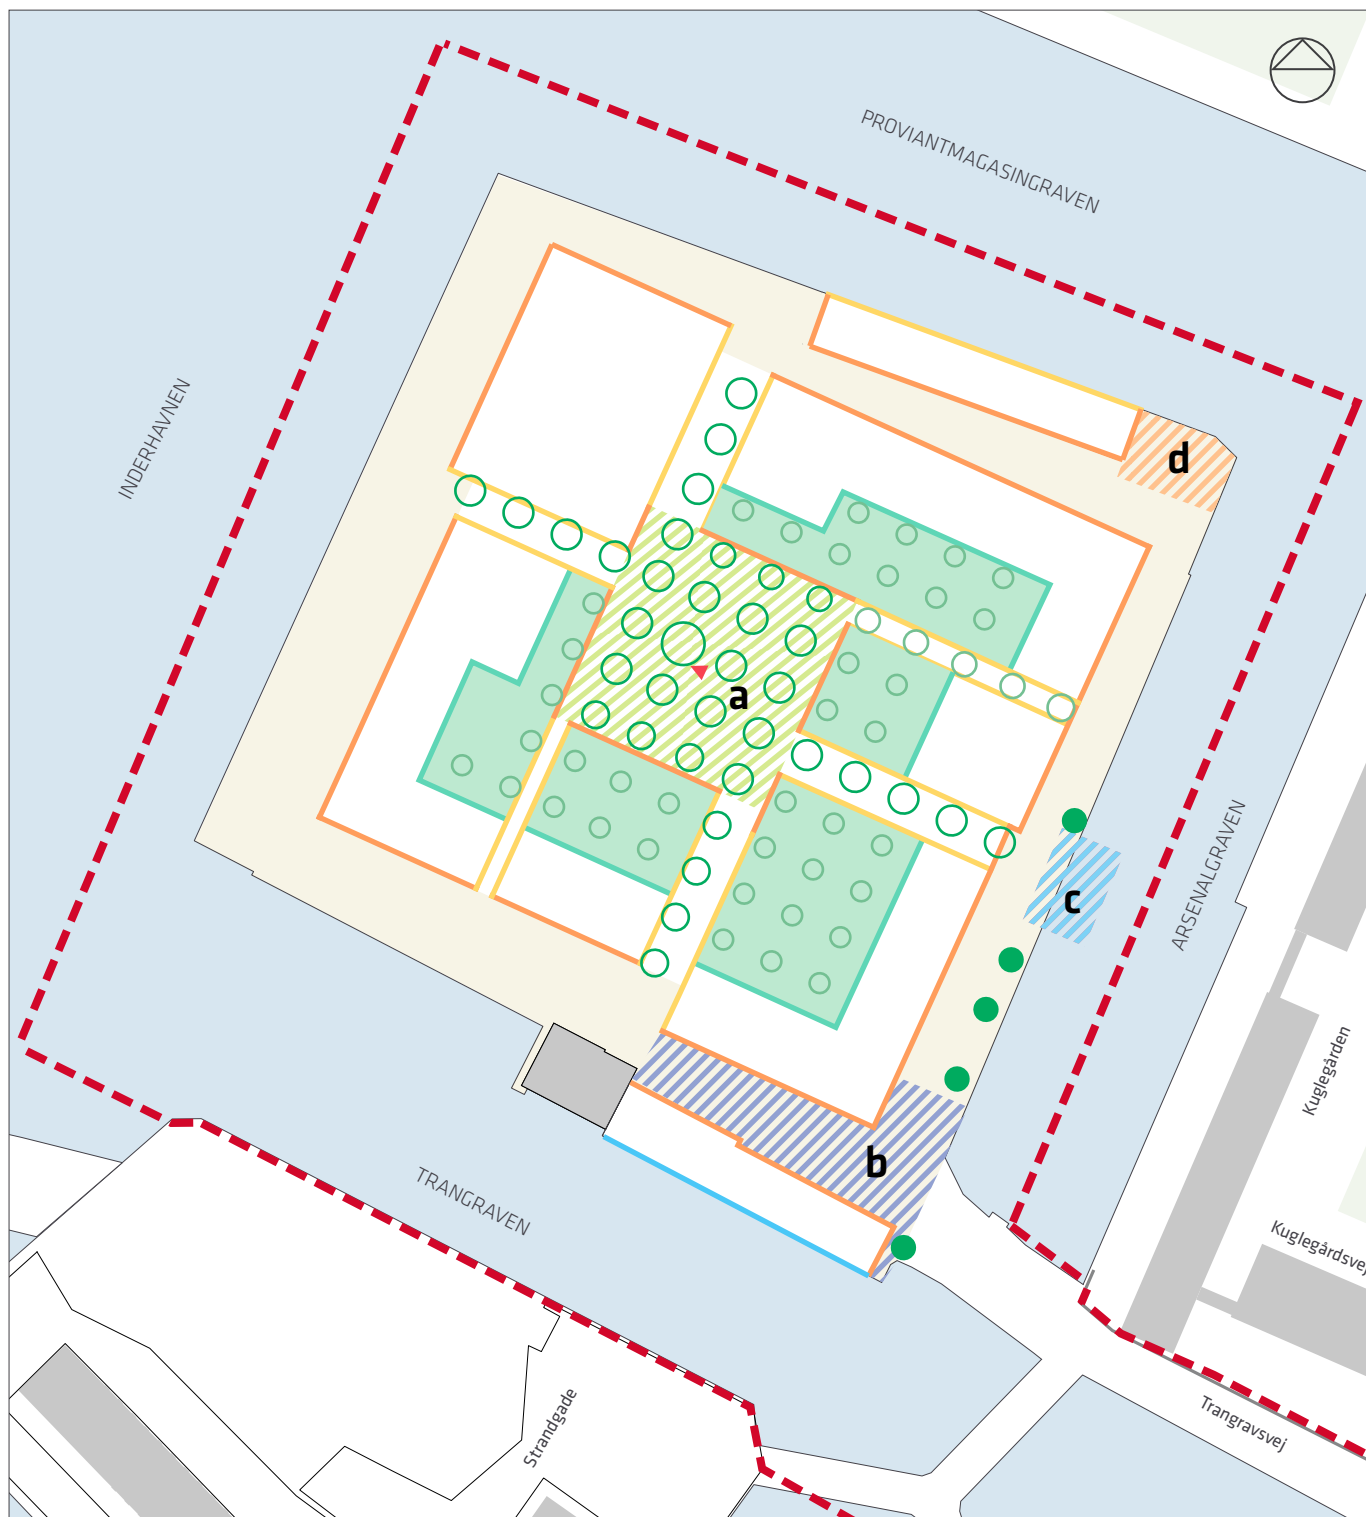 PROVIANTMAGASINGRAVEN
INDERHAVNEN
d
a
c
ARSENALGRAVEN
Kuglegården
b
TRANGRAVEN
Kuglegårdsvej
Strandgade
Trangravsvej